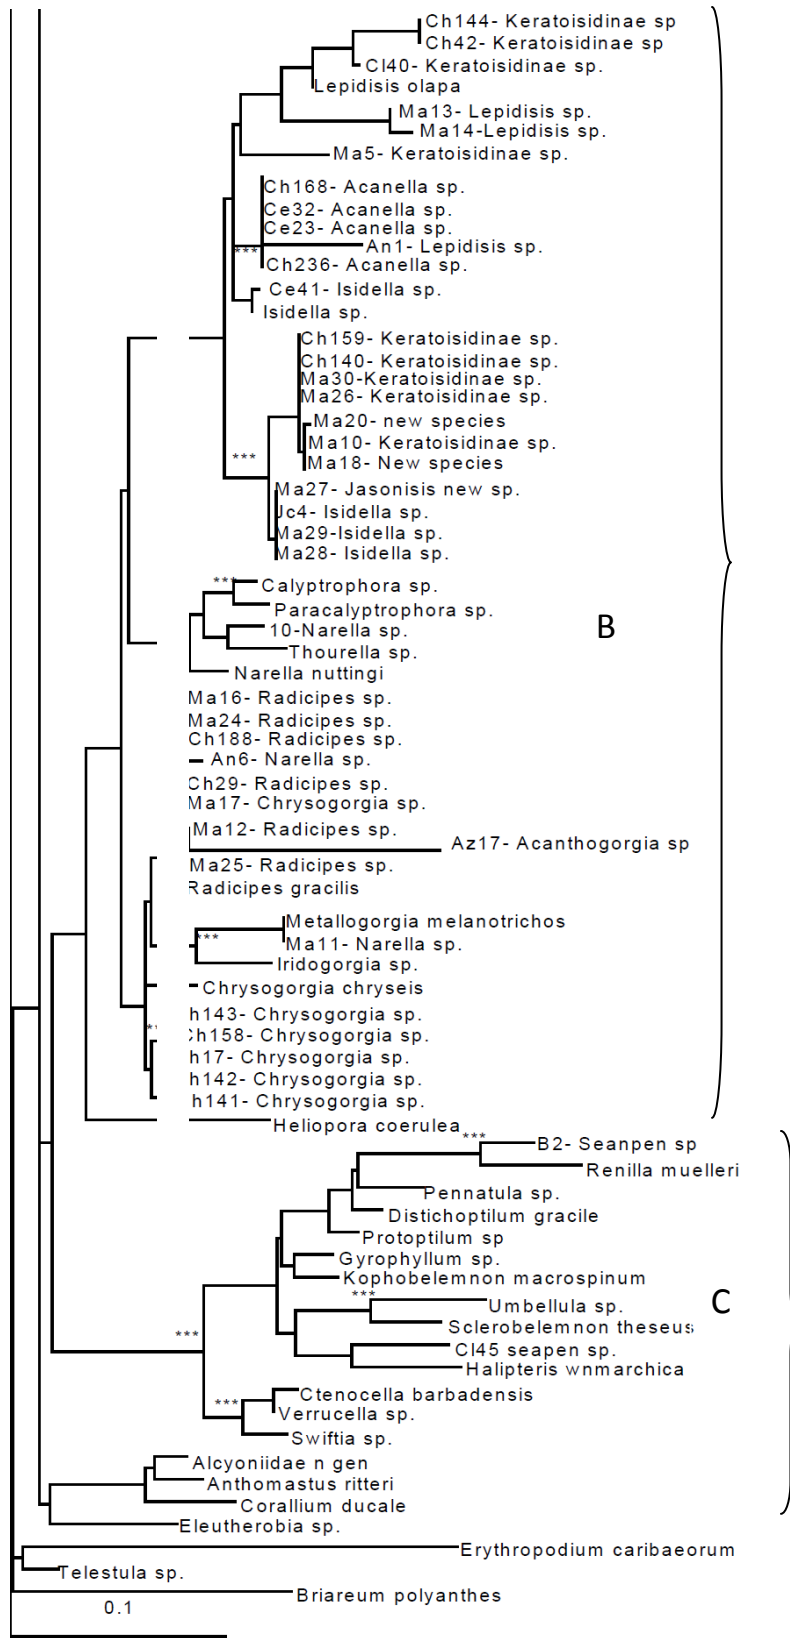 Ch144- Keratoisidinae sp
Ch42- Keratoisidinae sp
Cl40- Keratoisidinae sp.
Lepidisis olapa
Ma13- Lepidisis sp.
Ma14-Lepidisis sp.
Ma5- Keratoisidinae sp.
Ch168- Acanella sp.
Ce32- Acanella sp.
Ce23- Acanella sp.
An1- Lepidisis sp.
***
Ch236- Acanella sp.
Ce41- Isidella sp.
Isidella sp.
Ch159- Keratoisidinae sp.
Ch140- Keratoisidinae sp.
Ma30-Keratoisidinae sp.
Ma26- Keratoisidinae sp.
Ma20- new species
Ma10- Keratoisidinae sp.
***
Ma18- New species
Ma27- Jasonisis new sp.
Jc4- Isidella sp.
Ma29-Isidella sp.
Ma28- Isidella sp.
***
Calyptrophora sp.
Paracalyptrophora sp.
B
10-Narella sp.
Thourella sp.
Narella nuttingi
Ma16- Radicipes sp.
Ma24- Radicipes sp.
Ch188- Radicipes sp.
An6- Narella sp.
Ch29- Radicipes sp.
Ma17- Chrysogorgia sp.
Ma12- Radicipes sp.
Az17- Acanthogorgia sp
Ma25- Radicipes sp.
Radicipes gracilis
Metallogorgia melanotrichos
***
Ma11- Narella sp.
Iridogorgia sp.
Chrysogorgia chryseis
h143- Chrysogorgia sp.
**
Ch158- Chrysogorgia sp.
h17- Chrysogorgia sp.
h142- Chrysogorgia sp.
h141- Chrysogorgia sp.
Heliopora coerulea
***
B2- Seanpen sp
Renilla muelleri
Pennatula sp.
Distichoptilum gracile
Protoptilum sp
Gyrophyllum sp.
Kophobelemnon macrospinum
***
C
Umbellula sp.
Sclerobelemnon theseus
***
Cl45 seapen sp.
Halipteris wnmarchica
Ctenocella barbadensis
***
Verrucella sp.
Swiftia sp.
Alcyoniidae n gen
Anthomastus ritteri
Corallium ducale
Eleutherobia sp.
Erythropodium caribaeorum
Telestula sp.
Briareum polyanthes
0.1